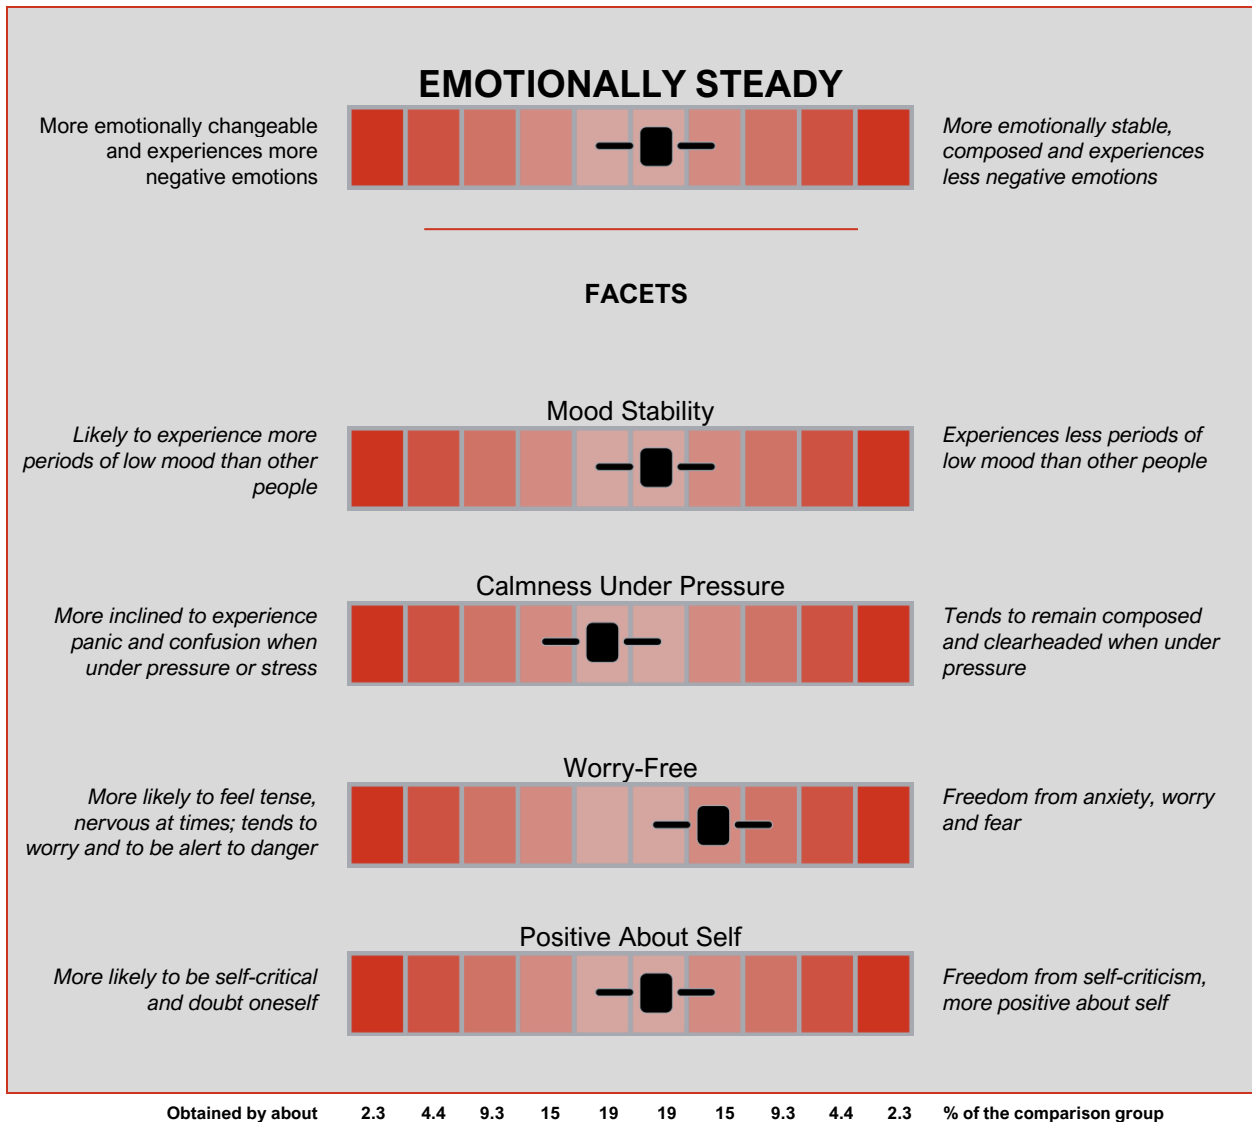 EMOTIONALLY STEADY
More emotionally changeable
and experiences more
negative emotions
More emotionally stable,
composed and experiences
less negative emotions
FACETS
Mood Stability
Likely to experience more
periods of low mood than other
people
Experiences less periods of
low mood than other people
Calmness Under Pressure
More inclined to experience
panic and confusion when
under pressure or stress
Tends to remain composed
and clearheaded when under
pressure
Worry-Free
More likely to feel tense,
nervous at times; tends to
worry and to be alert to danger
Freedom from anxiety, worry
and fear
Positive About Self
More likely to be self-critical
and doubt oneself
Freedom from self-criticism,
more positive about self
Obtained by about 2.3 4.4 9.3 15 19 19 15 9.3 4.4 2.3 % of the comparison group